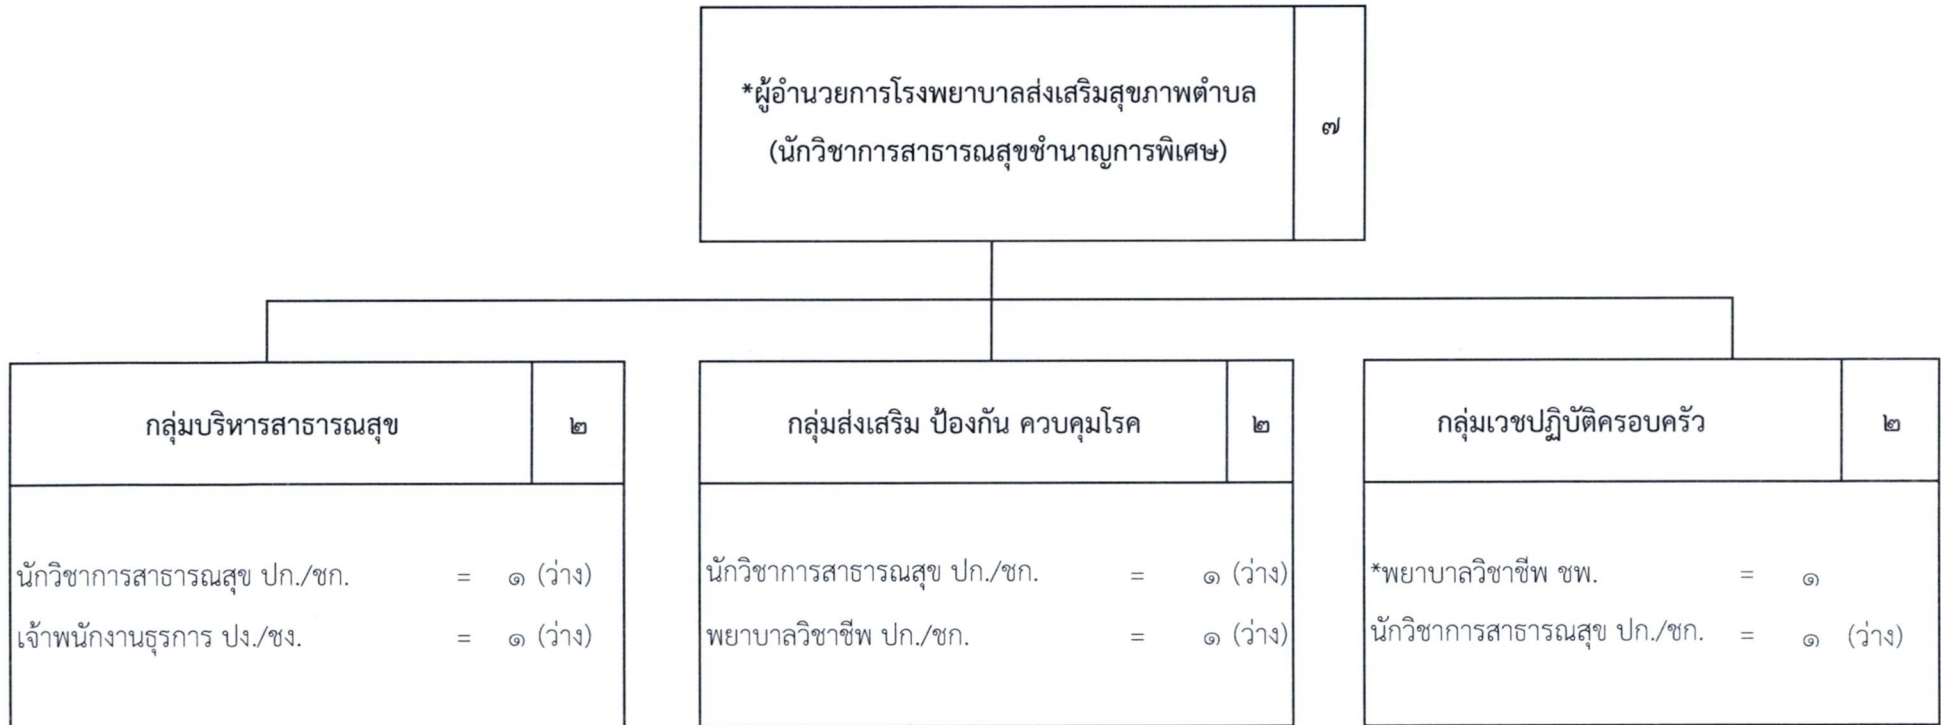 *ผู้อำนวยการโรงพยาบาลส่งเสริมสุขภาพตำบล
(นักวิชาการสาธารณสุขชำนาญการพิเศษ)
๗
กลุ่มบริหารสาธารณสุข ๒
นักวิชาการสาธารณสุข ปก./ชก. = ๑ (ว่าง)
เจ้าพนักงานธุรการ ปง./ชง. = ๑ (ว่าง)
กลุ่มส่งเสริม ป้องกัน ควบคุมโรค ๒
นักวิชาการสาธารณสุข ปก./ชก. = ๑ (ว่าง)
พยาบาลวิชาชีพ ปก./ชก. = ๑ (ว่าง)
กลุ่มเวชปฏิบัติครอบครัว ๒
*พยาบาลวิชาชีพ ชพ. = ๑
นักวิชาการสาธารณสุข ปก./ชก. = ๑ (ว่าง)